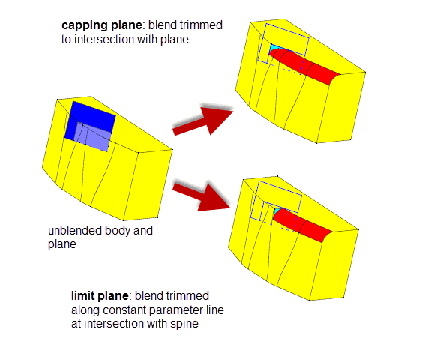 capping plane: blend trimmed
to intersection with plane
unblended body and
plane
limit plane: blend trimmed
along constant parameter line
at intersection with spine